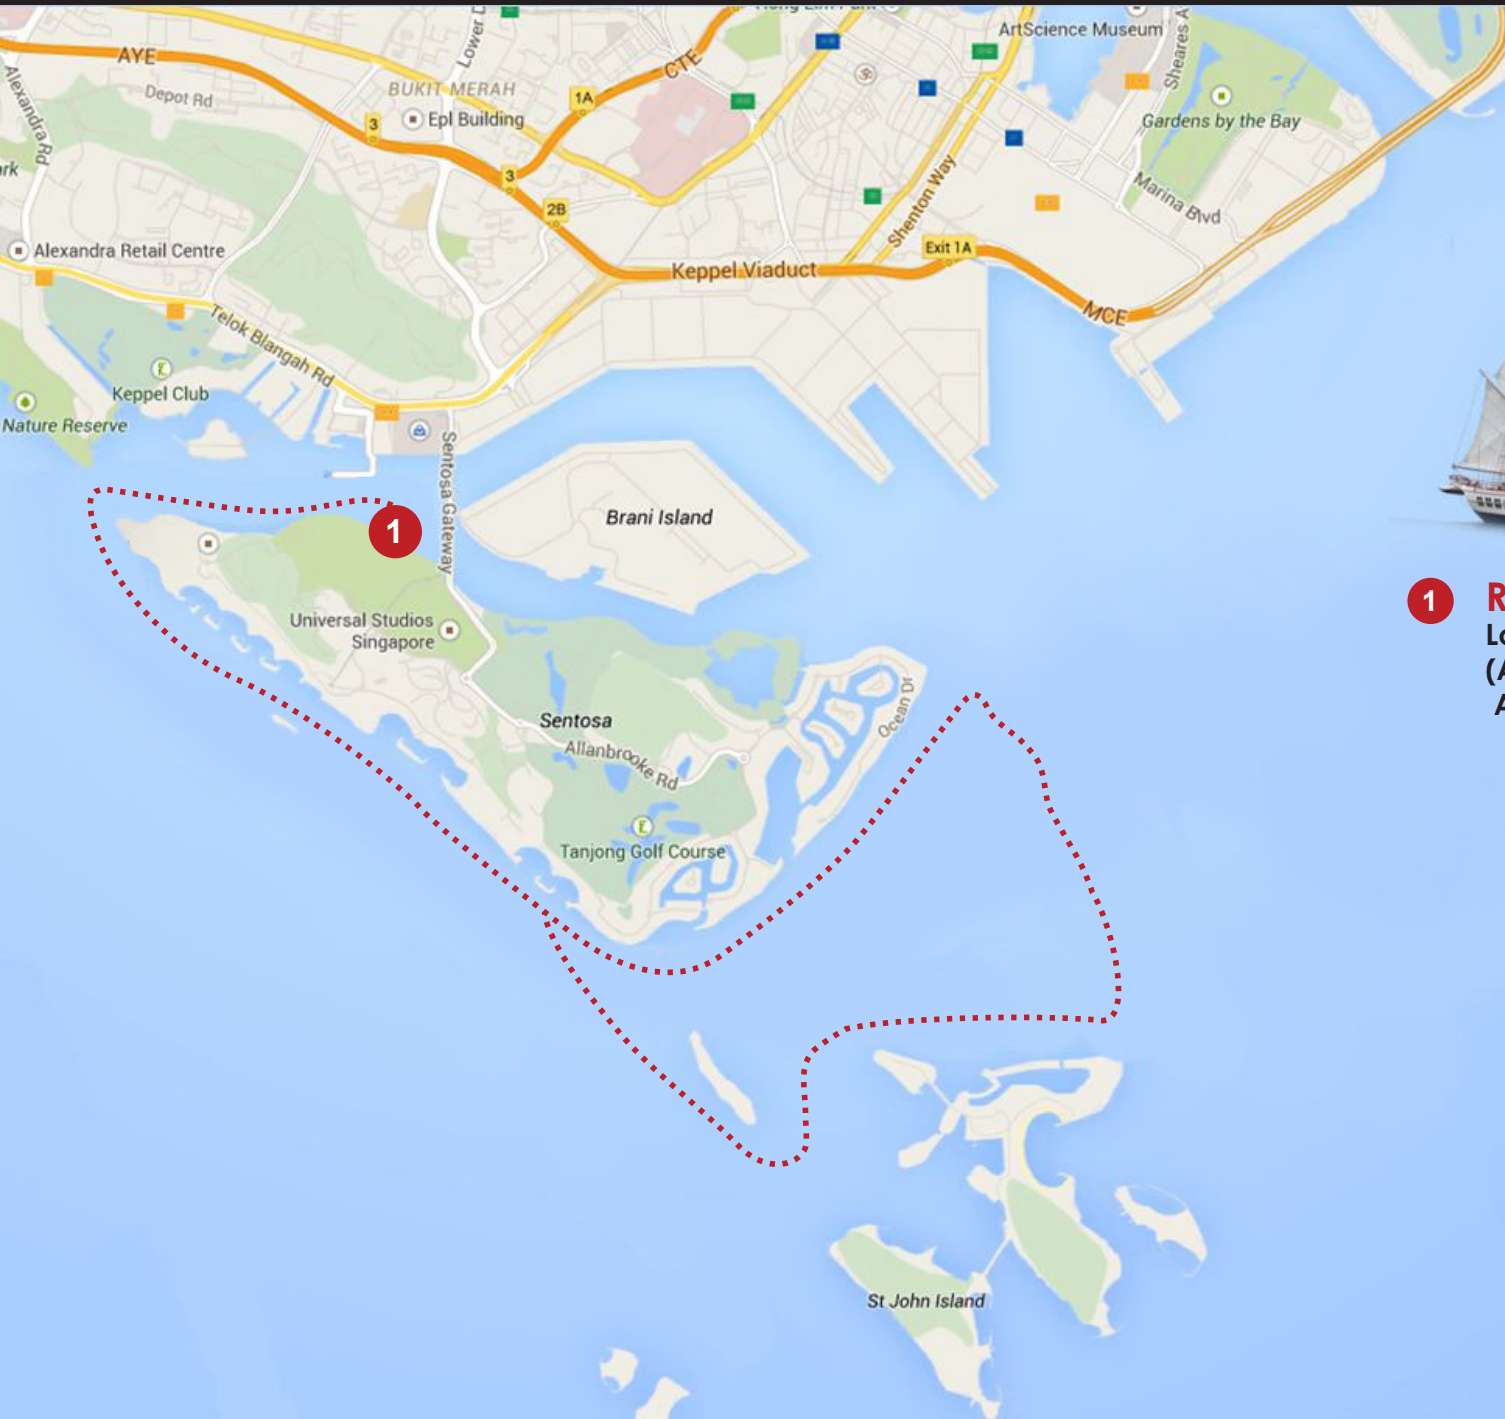 ArtScience Museum
Lower D
Sheares A
AYE
CTE
Depot Rd
BUKIT MERAH
1A
Alexandra Rd
3
Epl Building
Gardens by the Bay
ark
3
Marina Blvd
2B
Shenton Way
Alexandra Retail Centre
Exit 1A
Keppel Viaduct
Telok Blangah Rd
MCE
Keppel Club
Nature Reserve
Sentosa Gateway
Brani Island
1
1
R
Lo
(A
A
Universal Studios
Singapore
Ocean Dr
Sentosa
Allanbrooke Rd
Tanjong Golf Course
St John Island